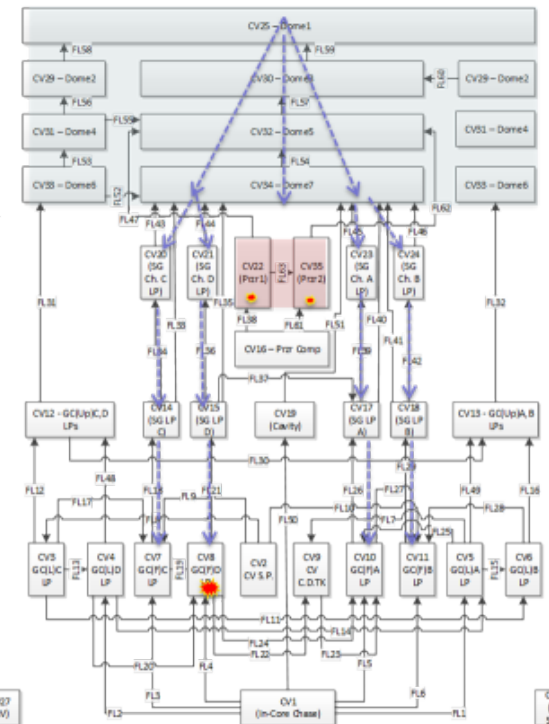 CV25 – Dome1
FL58
FL59
CV29 – Dome2
CV30 – Dome3
FL60
CV29 – Dome2
FL56
FL57
CV31 – Dome4
FL55
CV32 – Dome5
CV31 – Dome4
FL53
FL54
CV33 – Dome6
FL52
CV34 – Dome7
CV33 – Dome6
FL47
FL43
FL44
FL45
FL46
FL62
CV20
(SG
Ch. C
LP)
CV21
(SG
Ch. D
LP)
CV22
(Przr1)
FL63
CV35
(Przr2)
CV23
(SG
Ch. A
LP)
CV24
(SG
Ch. B
LP)
FL31
FL33
FL35
FL38
FL61
FL51
FL40
FL41
FL32
CV16 – Przr Comp
FL34
FL36
FL39
FL42
FL37
CV12 - GC(Up)C,D
LPs
CV14
(SG LP
C)
CV15
(SG LP
D)
CV19
(Cavity)
CV17
(SG LP
A)
CV18
(SG LP
B)
CV13 - GC(Up)A,B
LPs
FL30
FL29
FL12
FL48
FL17
FL9
FL21
FL50
FL26
FL27
FL49
FL16
FL10
FL28
FL7
FL25
CV3
GC(L)C
LP
FL13
CV4
GC(L)D
LP
CV7
GC(F)C
LP
FL19
CV8
GC(F)D
CV2
CV S.P.
CV9
CV
C.D.TK
CV10
GC(F)A
LP
CV11
GC(F)B
LP
CV5
GC(L)A
LP
FL15
CV6
GC(L)B
LP
FL11
FL14
FL24
FL22
FL23
FL20
FL4
FL5
FL3
FL6
FL2
CV1
(In-Core Chase)
FL1